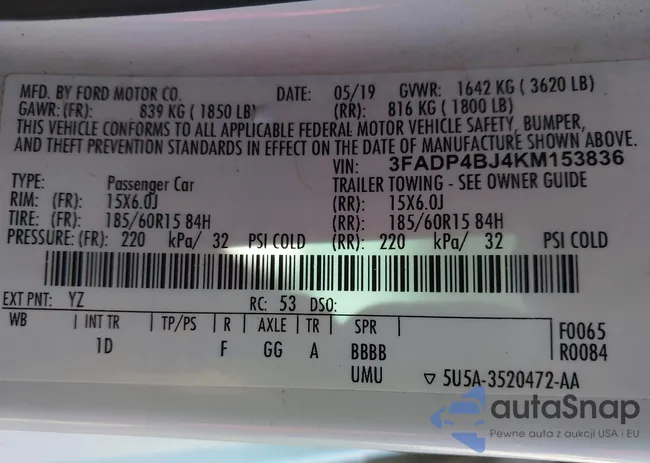 MFD. BY FORD MOTOR CO. DATE: 05/19 GVWR: 1642 KG ( 3620 LB)
GAWR: (FR): 839 KG ( 1850 LB) (RR): 816 KG ( 1800 LB)
THIS VEHICLE CONFORMS TO ALL APPLICABLE FEDERAL MOTOR VEHICLE SAFETY, BUMPER,
AND THEFT PREVENTION STANDARDS IN EFFECT ON THE DATE OF MANUFACTURE SHOWN ABOVE.
VIN: 3FADP4BJ4KM153836
TYPE: Passenger Car TRAILER TOWING - SEE OWNER GUIDE
RIM: (FR): 15X6.0J (RR): 15X6.0J
TIRE: (FR): 185/60R15 84H (RR): 185/60R15 84H
PRESSURE: (FR): 220 kPa/ 32 PSI COLD (RR): 220 kPa/ 32 PSI COLD
EXT PNT: YZ RC: 53 DSO:
WB INT TR TP/PS R AXLE TR SPR F0065
1D F GG A BBBB R0084
UMU ▽ 5U5A-3520472-AA
autaSnap
Pewne auta z aukcji USA i EU